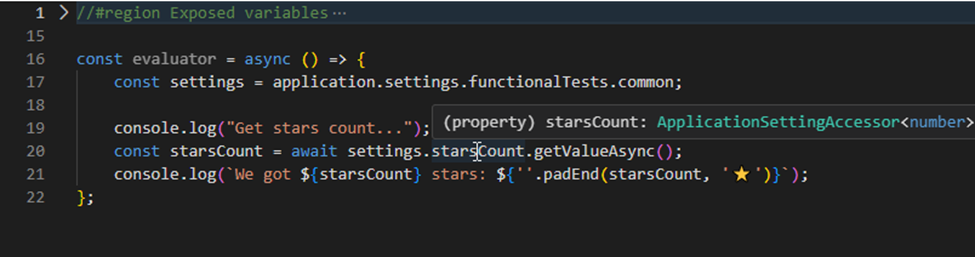 1 > //#region Exposed variables ···
15
16 const evaluator = async () => {
17     const settings = application.settings.functionalTests.common;
18
19     console.log("Get stars count..."); (property) starsCount: ApplicationSettingAccessor<number>
20     const starsCount = await settings.starsCount.getValueAsync();
21     console.log(`We got ${starsCount} stars: ${''.padEnd(starsCount, '⭐')}`);
22 };